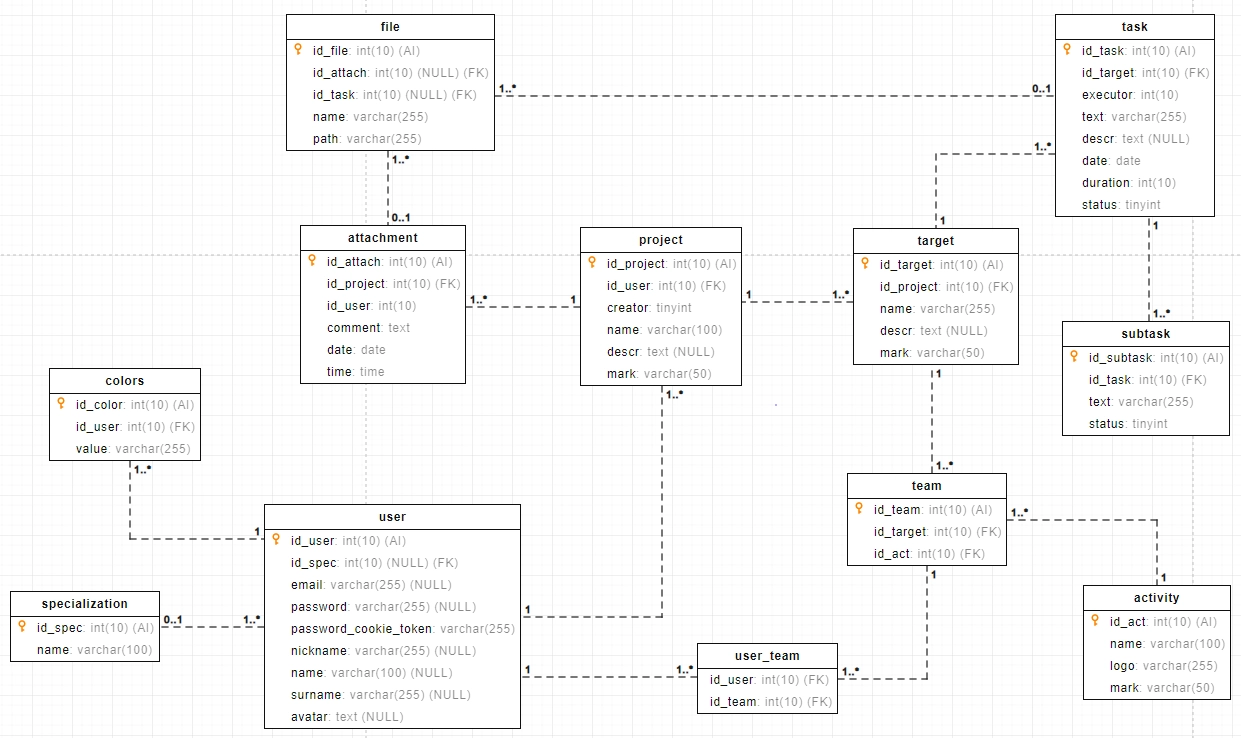 file
id_file: int(10) (AI)
id_attach: int(10) (NULL) (FK)
id_task: int(10) (NULL) (FK)
name: varchar(255)
path: varchar(255)
1..*
0..1
1..*
0..1
task
id_task: int(10) (AI)
id_target: int(10) (FK)
executor: int(10)
text: varchar(255)
descr: text (NULL)
date: date
duration: int(10)
status: tinyint
1..*
1
1
1..*
attachment
id_attach: int(10) (AI)
id_project: int(10) (FK)
id_user: int(10)
comment: text
date: date
time: time
1..*
1
project
id_project: int(10) (AI)
id_user: int(10) (FK)
creator: tinyint
name: varchar(100)
descr: text (NULL)
mark: varchar(50)
1
1..*
1..*
target
id_target: int(10) (AI)
id_project: int(10) (FK)
name: varchar(255)
descr: text (NULL)
mark: varchar(50)
1
1..*
subtask
id_subtask: int(10) (AI)
id_task: int(10) (FK)
text: varchar(255)
status: tinyint
colors
id_color: int(10) (AI)
id_user: int(10) (FK)
value: varchar(255)
1..*
1
team
id_team: int(10) (AI)
id_target: int(10) (FK)
id_act: int(10) (FK)
1..*
1
1
user
id_user: int(10) (AI)
id_spec: int(10) (NULL) (FK)
email: varchar(255) (NULL)
password: varchar(255) (NULL)
password_cookie_token: varchar(255)
nickname: varchar(255) (NULL)
name: varchar(100) (NULL)
surname: varchar(255) (NULL)
avatar: text (NULL)
1
1
1..*
specialization
id_spec: int(10) (AI)
name: varchar(100)
0..1
1..*
user_team
id_user: int(10) (FK)
id_team: int(10) (FK)
1..*
activity
id_act: int(10) (AI)
name: varchar(100)
logo: varchar(255)
mark: varchar(50)